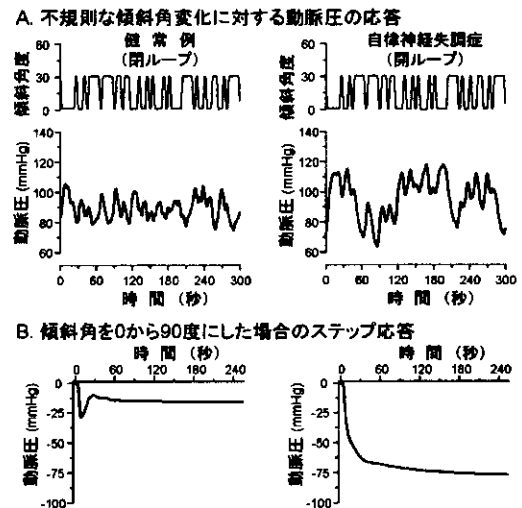 A. 不規則な傾斜角変化に対する動脈圧の応答
健常例
(閉ループ)
自律神経失調症
(開ループ)
傾斜角度
60
30
0
傾斜角度
60
30
0
動脈圧 (mmHg)
140
120
100
80
60
0 60 120 180 240 300
時間 (秒)
動脈圧 (mmHg)
140
120
100
80
60
0 60 120 180 240 300
時間 (秒)
B. 傾斜角を0から90度にした場合のステップ応答
時間 (秒)
0 60 120 180 240
動脈圧 (mmHg)
0
-25
-50
-75
-100
時間 (秒)
0 60 120 180 240
動脈圧 (mmHg)
0
-25
-50
-75
-100